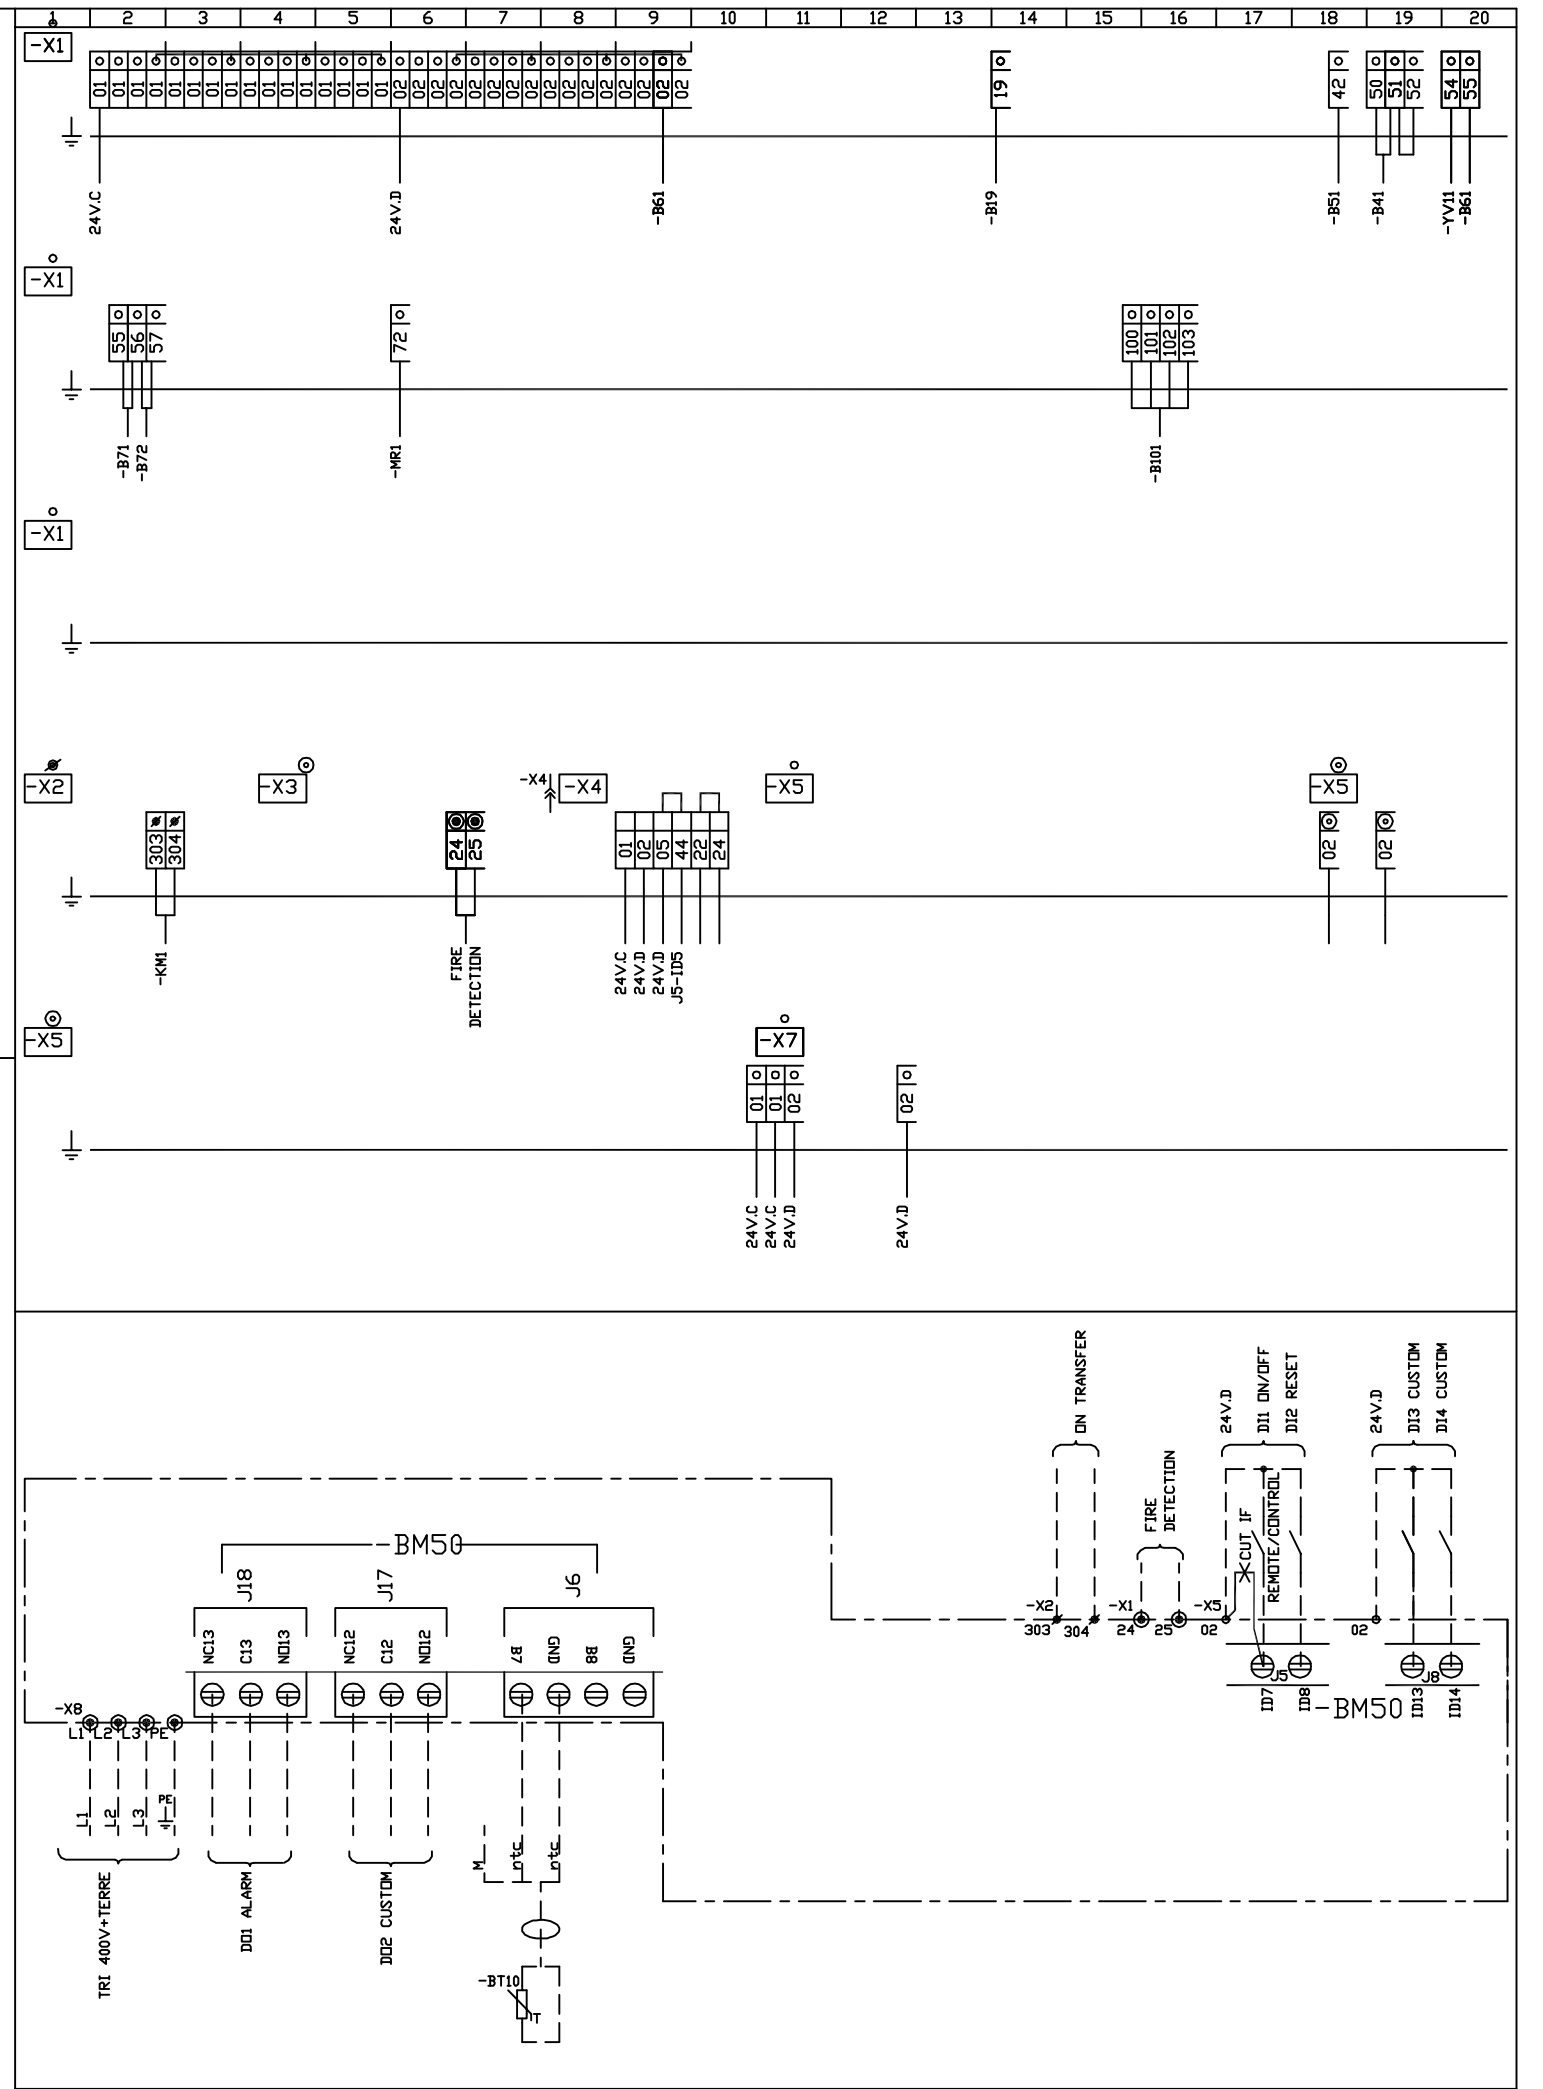 1 2 3 4 5 6 7 8 9 10 11 12 13 14 15 16 17 18 19 20
-X1
01 01 01 01 01 01 01 01 01 01 01 01 01 01 01 01 02 02 02 02 02 02 02 02 02 02 02 02 02 02 02 02
19 42 50 51 52 54 55
24V.C 24V.D -B61 -B19 -B51 -B41 -YV11 -B61
-X1
55 56 57 72 100 101 102 103
-B71 -B72 -MR1 -B101
-X1
-X2 -X3 -X4 -X4 -X5 -X5
303 304 24 25 01 02 05 44 22 24 02 02
-KM1
FIRE
DETECTION
24V.C 24V.D 24V.D J5-ID5
-X5 -X7
01 01 02 02
24V.C 24V.C 24V.D 24V.D
ON TRANSFER
FIRE
DETECTION
24V.D
DI1 ON/OFF
DI2 RESET
24V.D
DI3 CUSTOM
DI4 CUSTOM
CUT IF
REMOTE/CONTROL
-BM50
J18 J17 J6
NC13 C13 NO13 NC12 C12 NO12 B7 GND B8 GND
-X2 -X1 -X5
303 304 24 25 02 02
J5 J8
ID7 ID8 ID13 ID14
-BM50
-X8
L1 L2 L3 PE
L1 L2 L3 PE
M ntc ntc
TRI 400V+TERRE
DO1 ALARM
DO2 CUSTOM
-BT10
T